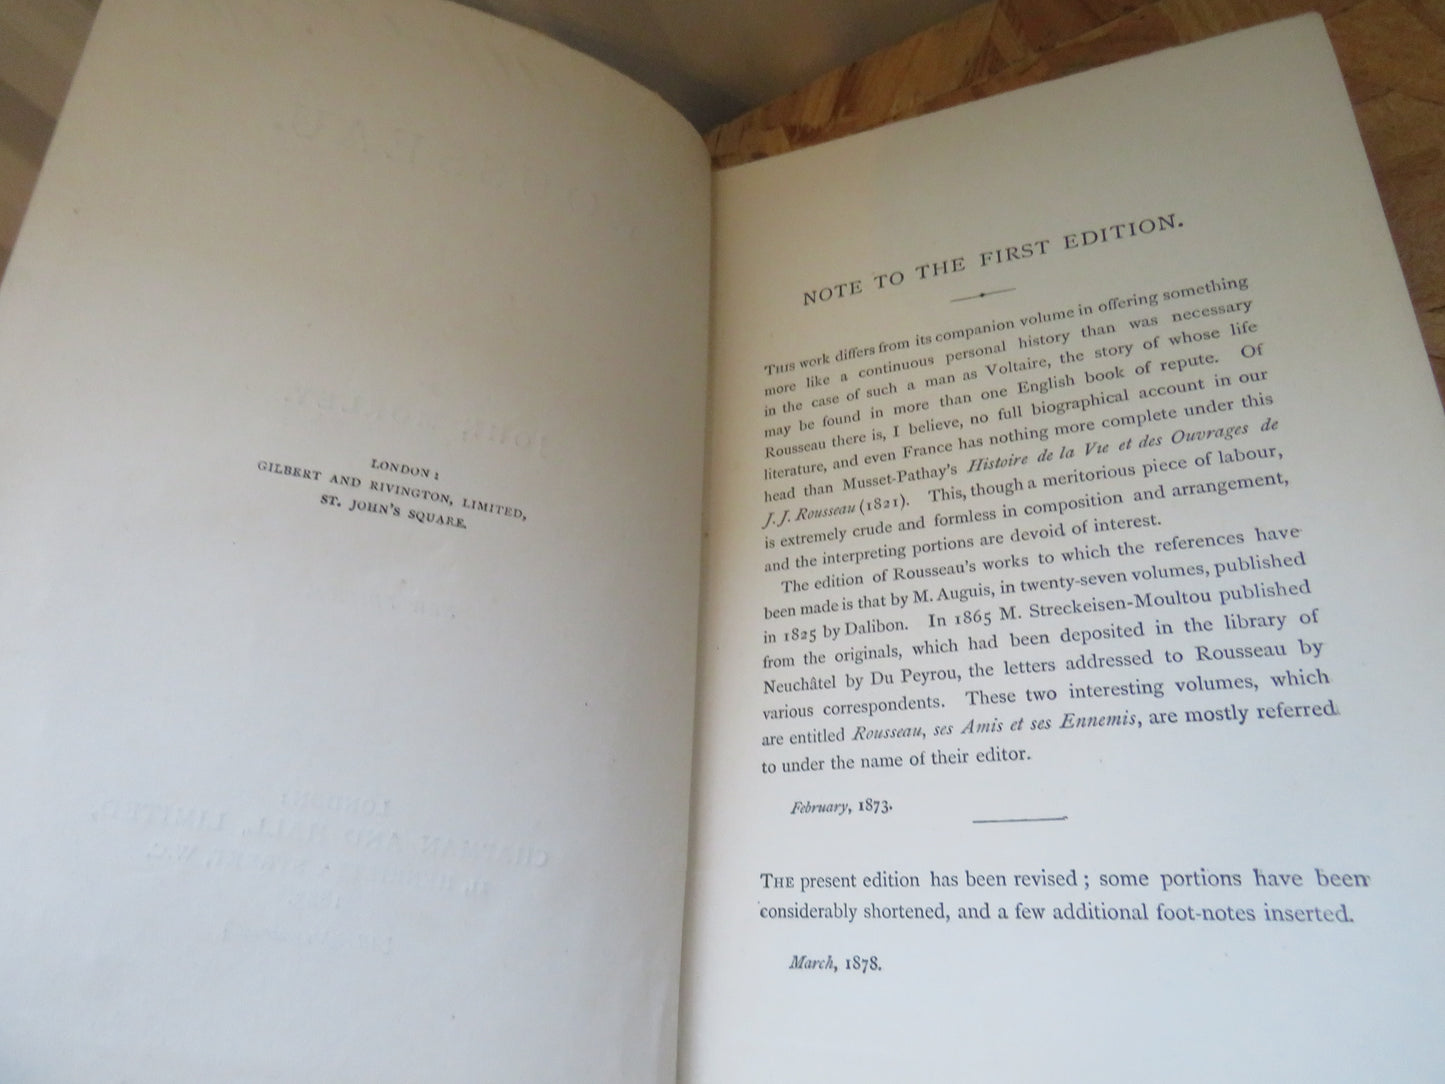 LONDON:
GILBERT AND RIVINGTON, LIMITED,
ST. JOHN'S SQUARE.
NOTE TO THE FIRST EDITION.
THIS work differs from its companion volume in offering something
more like a continuous personal history than was necessary
in the case of such a man as Voltaire, the story of whose life
may be found in more than one English book of repute. Of
Rousseau there is, I believe, no full biographical account in our
literature, and even France has nothing more complete under this
head than Musset-Pathay's Histoire de la Vie et des Ouvrages de
J. J. Rousseau (1821). This, though a meritorious piece of labour,
is extremely crude and formless in composition and arrangement,
and the interpreting portions are devoid of interest.
The edition of Rousseau's works to which the references have
been made is that by M. Auguis, in twenty-seven volumes, published
in 1825 by Dalibon. In 1865 M. Streckeisen-Moultou published
from the originals, which had been deposited in the library of
Neuchâtel by Du Peyrou, the letters addressed to Rousseau by
various correspondents. These two interesting volumes, which
are entitled Rousseau, ses Amis et ses Ennemis, are mostly referred
to under the name of their editor.
February, 1873.
THE present edition has been revised; some portions have been
considerably shortened, and a few additional foot-notes inserted.
March, 1878.